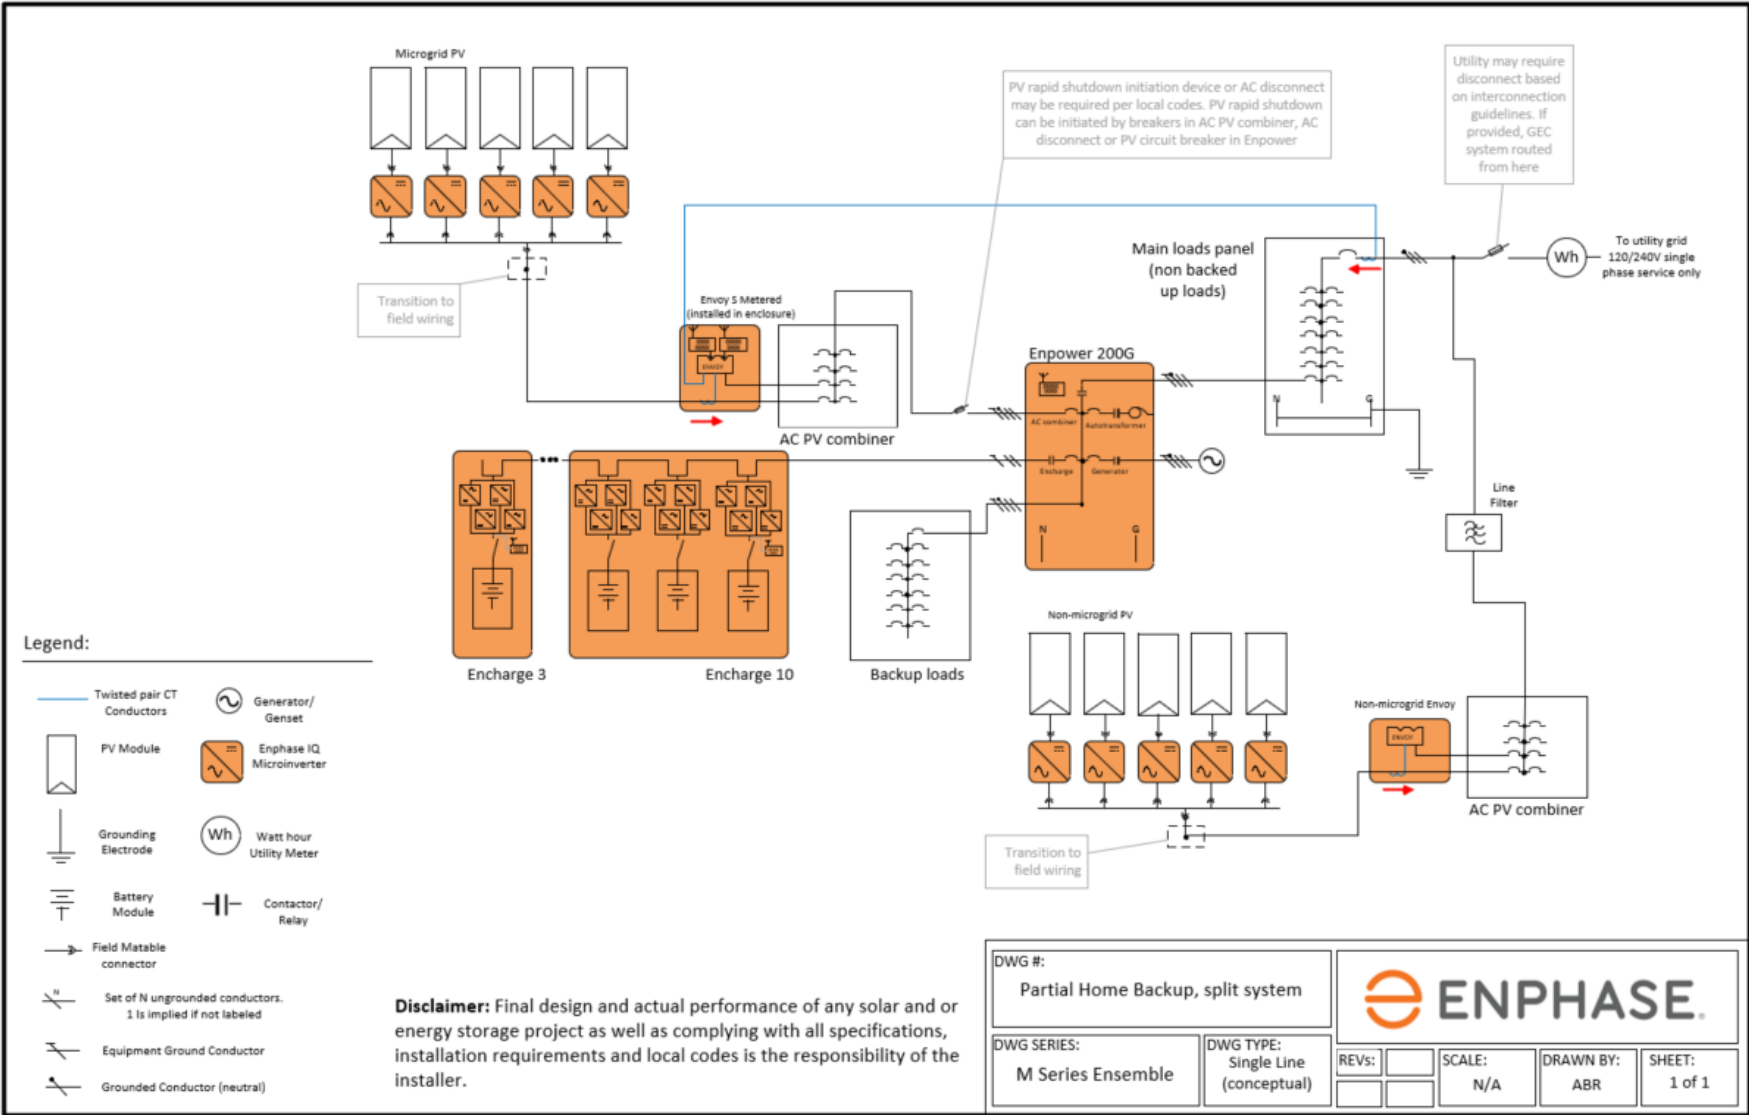 Microgrid PV
PV rapid shutdown initiation device or AC disconnect
may be required per local codes. PV rapid shutdown
can be initiated by breakers in AC PV combiner, AC
disconnect or PV circuit breaker in Enpower
Utility may require
disconnect based
on interconnection
guidelines. If
provided, GEC
system routed
from here
Main loads panel
(non backed
up loads)
Wh
To utility grid
120/240V single
phase service only
Transition to
field wiring
Envoy S Metered
(installed in enclosure)
ENVOY
AC PV combiner
Enpower 200G
AC combiner
Autotransformer
Encharge
Generator
N
G
N
G
Line
Filter
Encharge 3
Encharge 10
Backup loads
Non-microgrid PV
Non-microgrid Envoy
ENVOY
AC PV combiner
Transition to
field wiring
Legend:
Twisted pair CT
Conductors
Generator/
Genset
PV Module
Enphase IQ
Microinverter
Grounding
Electrode
Wh
Watt hour
Utility Meter
Battery
Module
Contactor/
Relay
Field Matable
connector
N
Set of N ungrounded conductors.
1 Is implied if not labeled
Equipment Ground Conductor
Grounded Conductor (neutral)
Disclaimer: Final design and actual performance of any solar and or
energy storage project as well as complying with all specifications,
installation requirements and local codes is the responsibility of the
installer.
DWG #:
Partial Home Backup, split system
ENPHASE.
DWG SERIES:
M Series Ensemble
DWG TYPE:
Single Line
(conceptual)
REVs:
SCALE:
N/A
DRAWN BY:
ABR
SHEET:
1 of 1